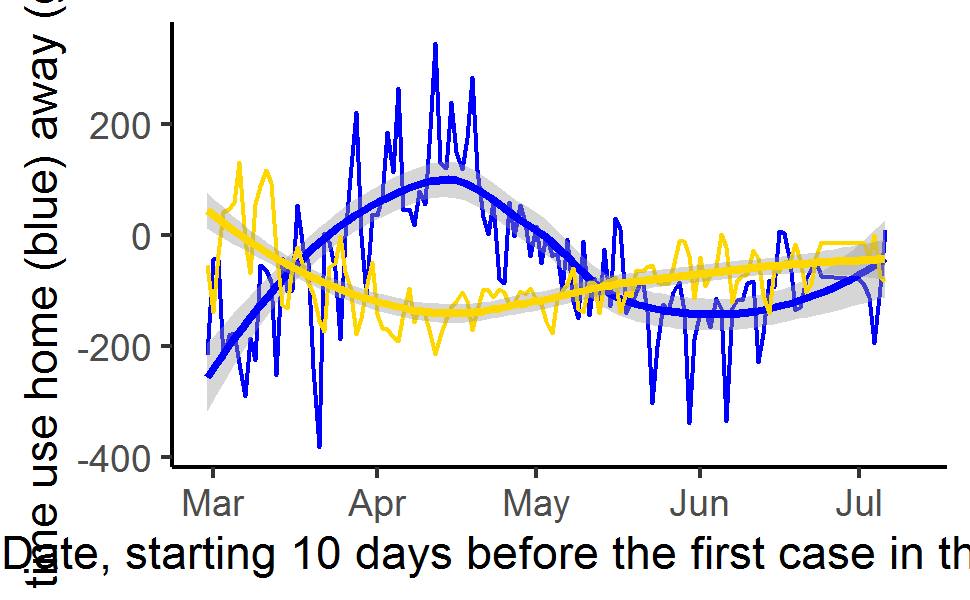 time use home (blue) away (
200
0
-200
-400
Mar Apr May Jun Jul
Date, starting 10 days before the first case in th